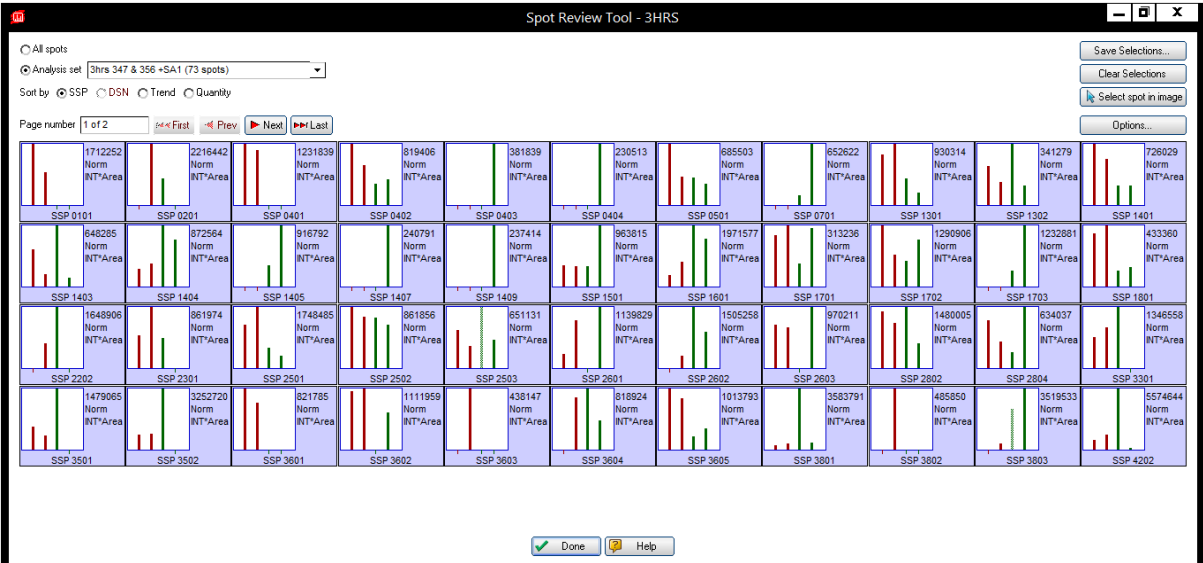 Spot Review Tool - 3HRS
All spots
Analysis set 3hrs 347 & 356 +SA1 (73 spots)
Sort by SSP DSN Trend Quantity
Page number 1 of 2 First Prev Next Last
Save Selections...
Clear Selections
Select spot in image
Options...
1712252 2216442 1231839 819406 381839 230513 685503 652622 930314 341279 726029
Norm Norm Norm Norm Norm Norm Norm Norm Norm Norm Norm
INT*Area INT*Area INT*Area INT*Area INT*Area INT*Area INT*Area INT*Area INT*Area INT*Area INT*Area
SSP 0101 SSP 0201 SSP 0401 SSP 0402 SSP 0403 SSP 0404 SSP 0501 SSP 0701 SSP 1301 SSP 1302 SSP 1401
648285 872564 916792 240791 237414 963815 1971577 313236 1290906 1232881 433360
Norm Norm Norm Norm Norm Norm Norm Norm Norm Norm Norm
INT*Area INT*Area INT*Area INT*Area INT*Area INT*Area INT*Area INT*Area INT*Area INT*Area INT*Area
SSP 1403 SSP 1404 SSP 1405 SSP 1407 SSP 1409 SSP 1501 SSP 1601 SSP 1701 SSP 1702 SSP 1703 SSP 1801
1648906 861974 1748485 861856 651131 1139829 1505258 970211 1480005 634037 1346558
Norm Norm Norm Norm Norm Norm Norm Norm Norm Norm Norm
INT*Area INT*Area INT*Area INT*Area INT*Area INT*Area INT*Area INT*Area INT*Area INT*Area INT*Area
SSP 2202 SSP 2301 SSP 2501 SSP 2502 SSP 2503 SSP 2601 SSP 2602 SSP 2603 SSP 2802 SSP 2804 SSP 3301
1479065 3252720 821785 1111959 438147 818924 1013793 3583791 485850 3519533 5574644
Norm Norm Norm Norm Norm Norm Norm Norm Norm Norm Norm
INT*Area INT*Area INT*Area INT*Area INT*Area INT*Area INT*Area INT*Area INT*Area INT*Area INT*Area
SSP 3501 SSP 3502 SSP 3601 SSP 3602 SSP 3603 SSP 3604 SSP 3605 SSP 3801 SSP 3802 SSP 3803 SSP 4202
Done Help